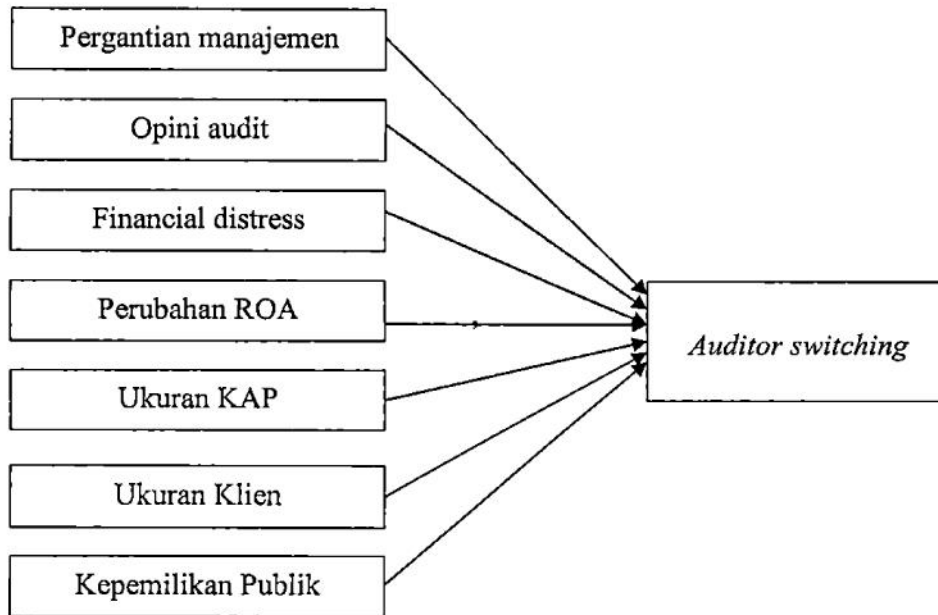 Pergantian manajemen
Opini audit
Financial distress
Perubahan ROA
Auditor switching
Ukuran KAP
Ukuran Klien
Kepemilikan Publik